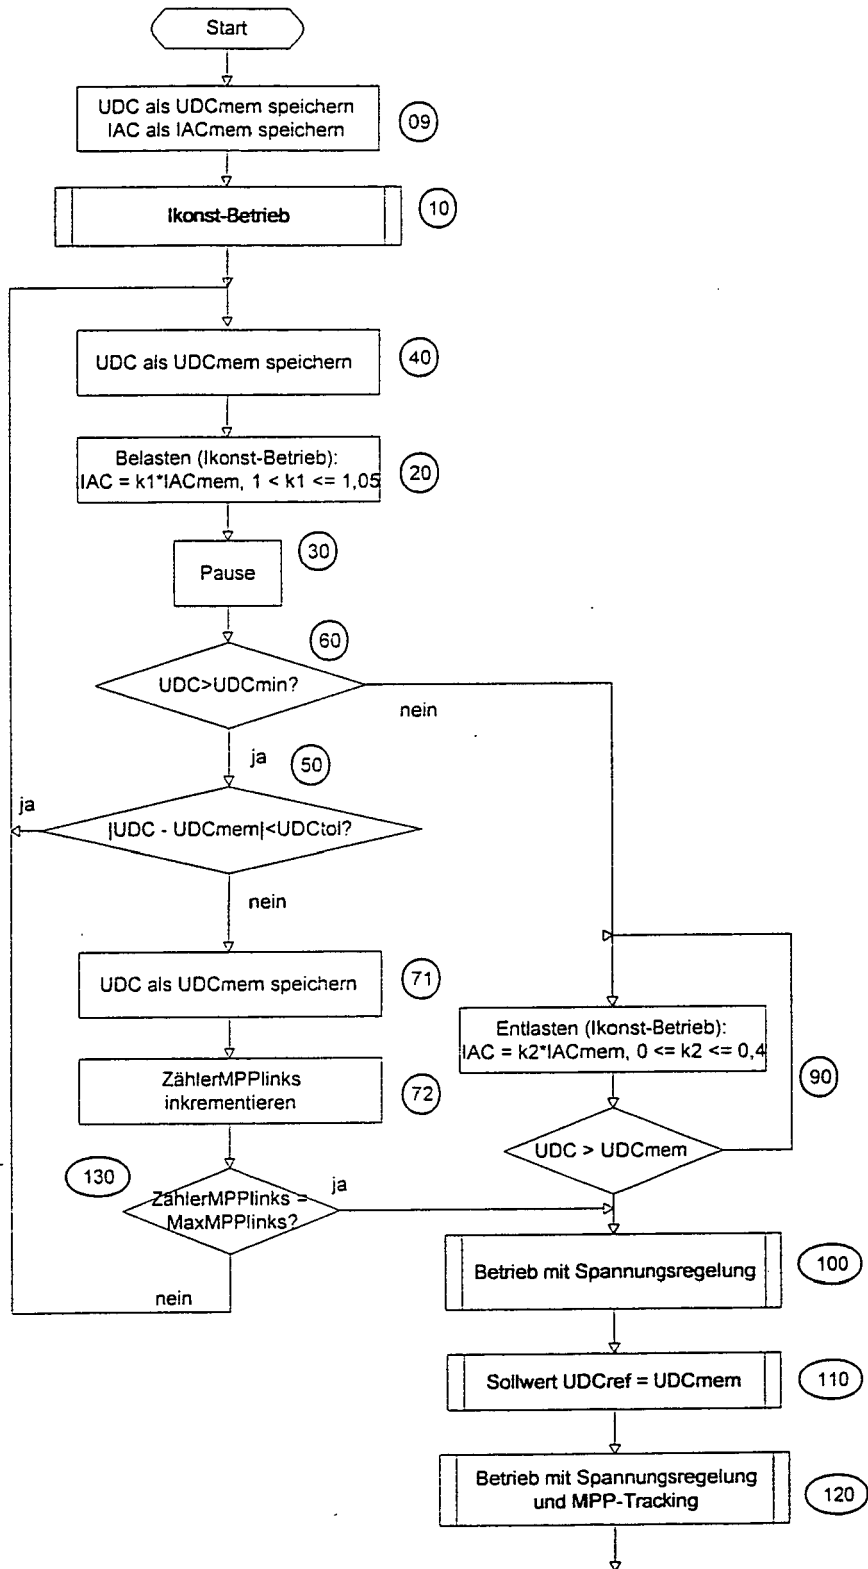 Start
UDC als UDCmem speichern
IAC als IACmem speichern
09
Ikonst-Betrieb
10
UDC als UDCmem speichern
40
Belasten (Ikonst-Betrieb):
IAC = k1*IACmem, 1 < k1 <= 1,05
20
Pause
30
60
UDC>UDCmin?
nein
ja
50
ja
|UDC - UDCmem|<UDCtol?
nein
UDC als UDCmem speichern
71
Entlasten (Ikonst-Betrieb):
IAC = k2*IACmem, 0 <= k2 <= 0,4
90
ZählerMPPlinks
inkrementieren
72
UDC > UDCmem
130
ZählerMPPlinks =
MaxMPPlinks?
ja
nein
Betrieb mit Spannungsregelung
100
Sollwert UDCref = UDCmem
110
Betrieb mit Spannungsregelung
und MPP-Tracking
120